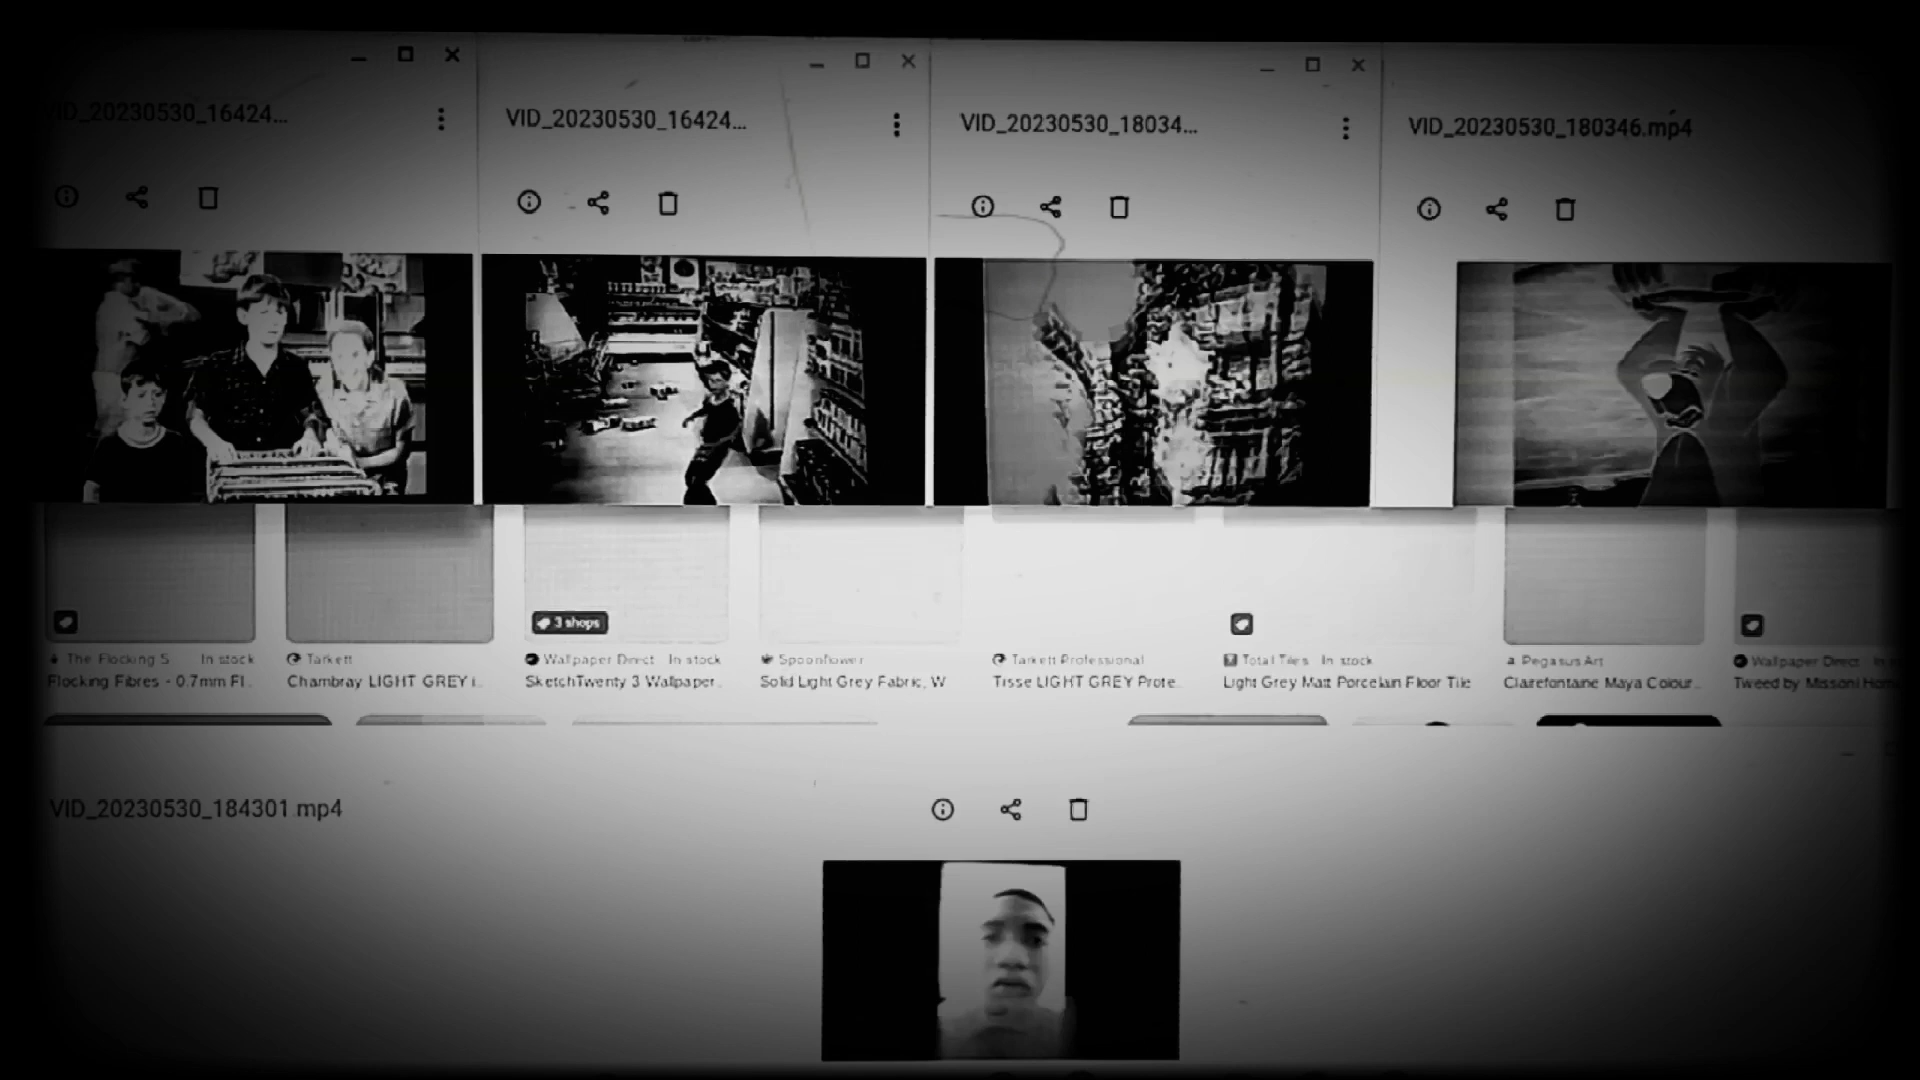 VID_20230530_16424...
VID_20230530_16424...
VID_20230530_18034...
VID_20230530_180346.mp4
3 shops
The Flocking S In stock
Tarkett
Wallpaper Direct · In stock
Spoonflower
Tarkett Professional
Total Tiles · In stock
PegasusArt
Wallpaper Direct · In
Flocking Fibres - 0.7mm Fl..
Chambray LIGHT GREY i..
SketchTwenty 3 Wallpaper..
Solid Light Grey Fabric, W
Tisse LIGHT GREY Prote..
Light Grey Matt Porcelain Floor Tile
Clairefontaine Maya Colour..
Tweed by Missoni Hom
VID_20230530_184301.mp4